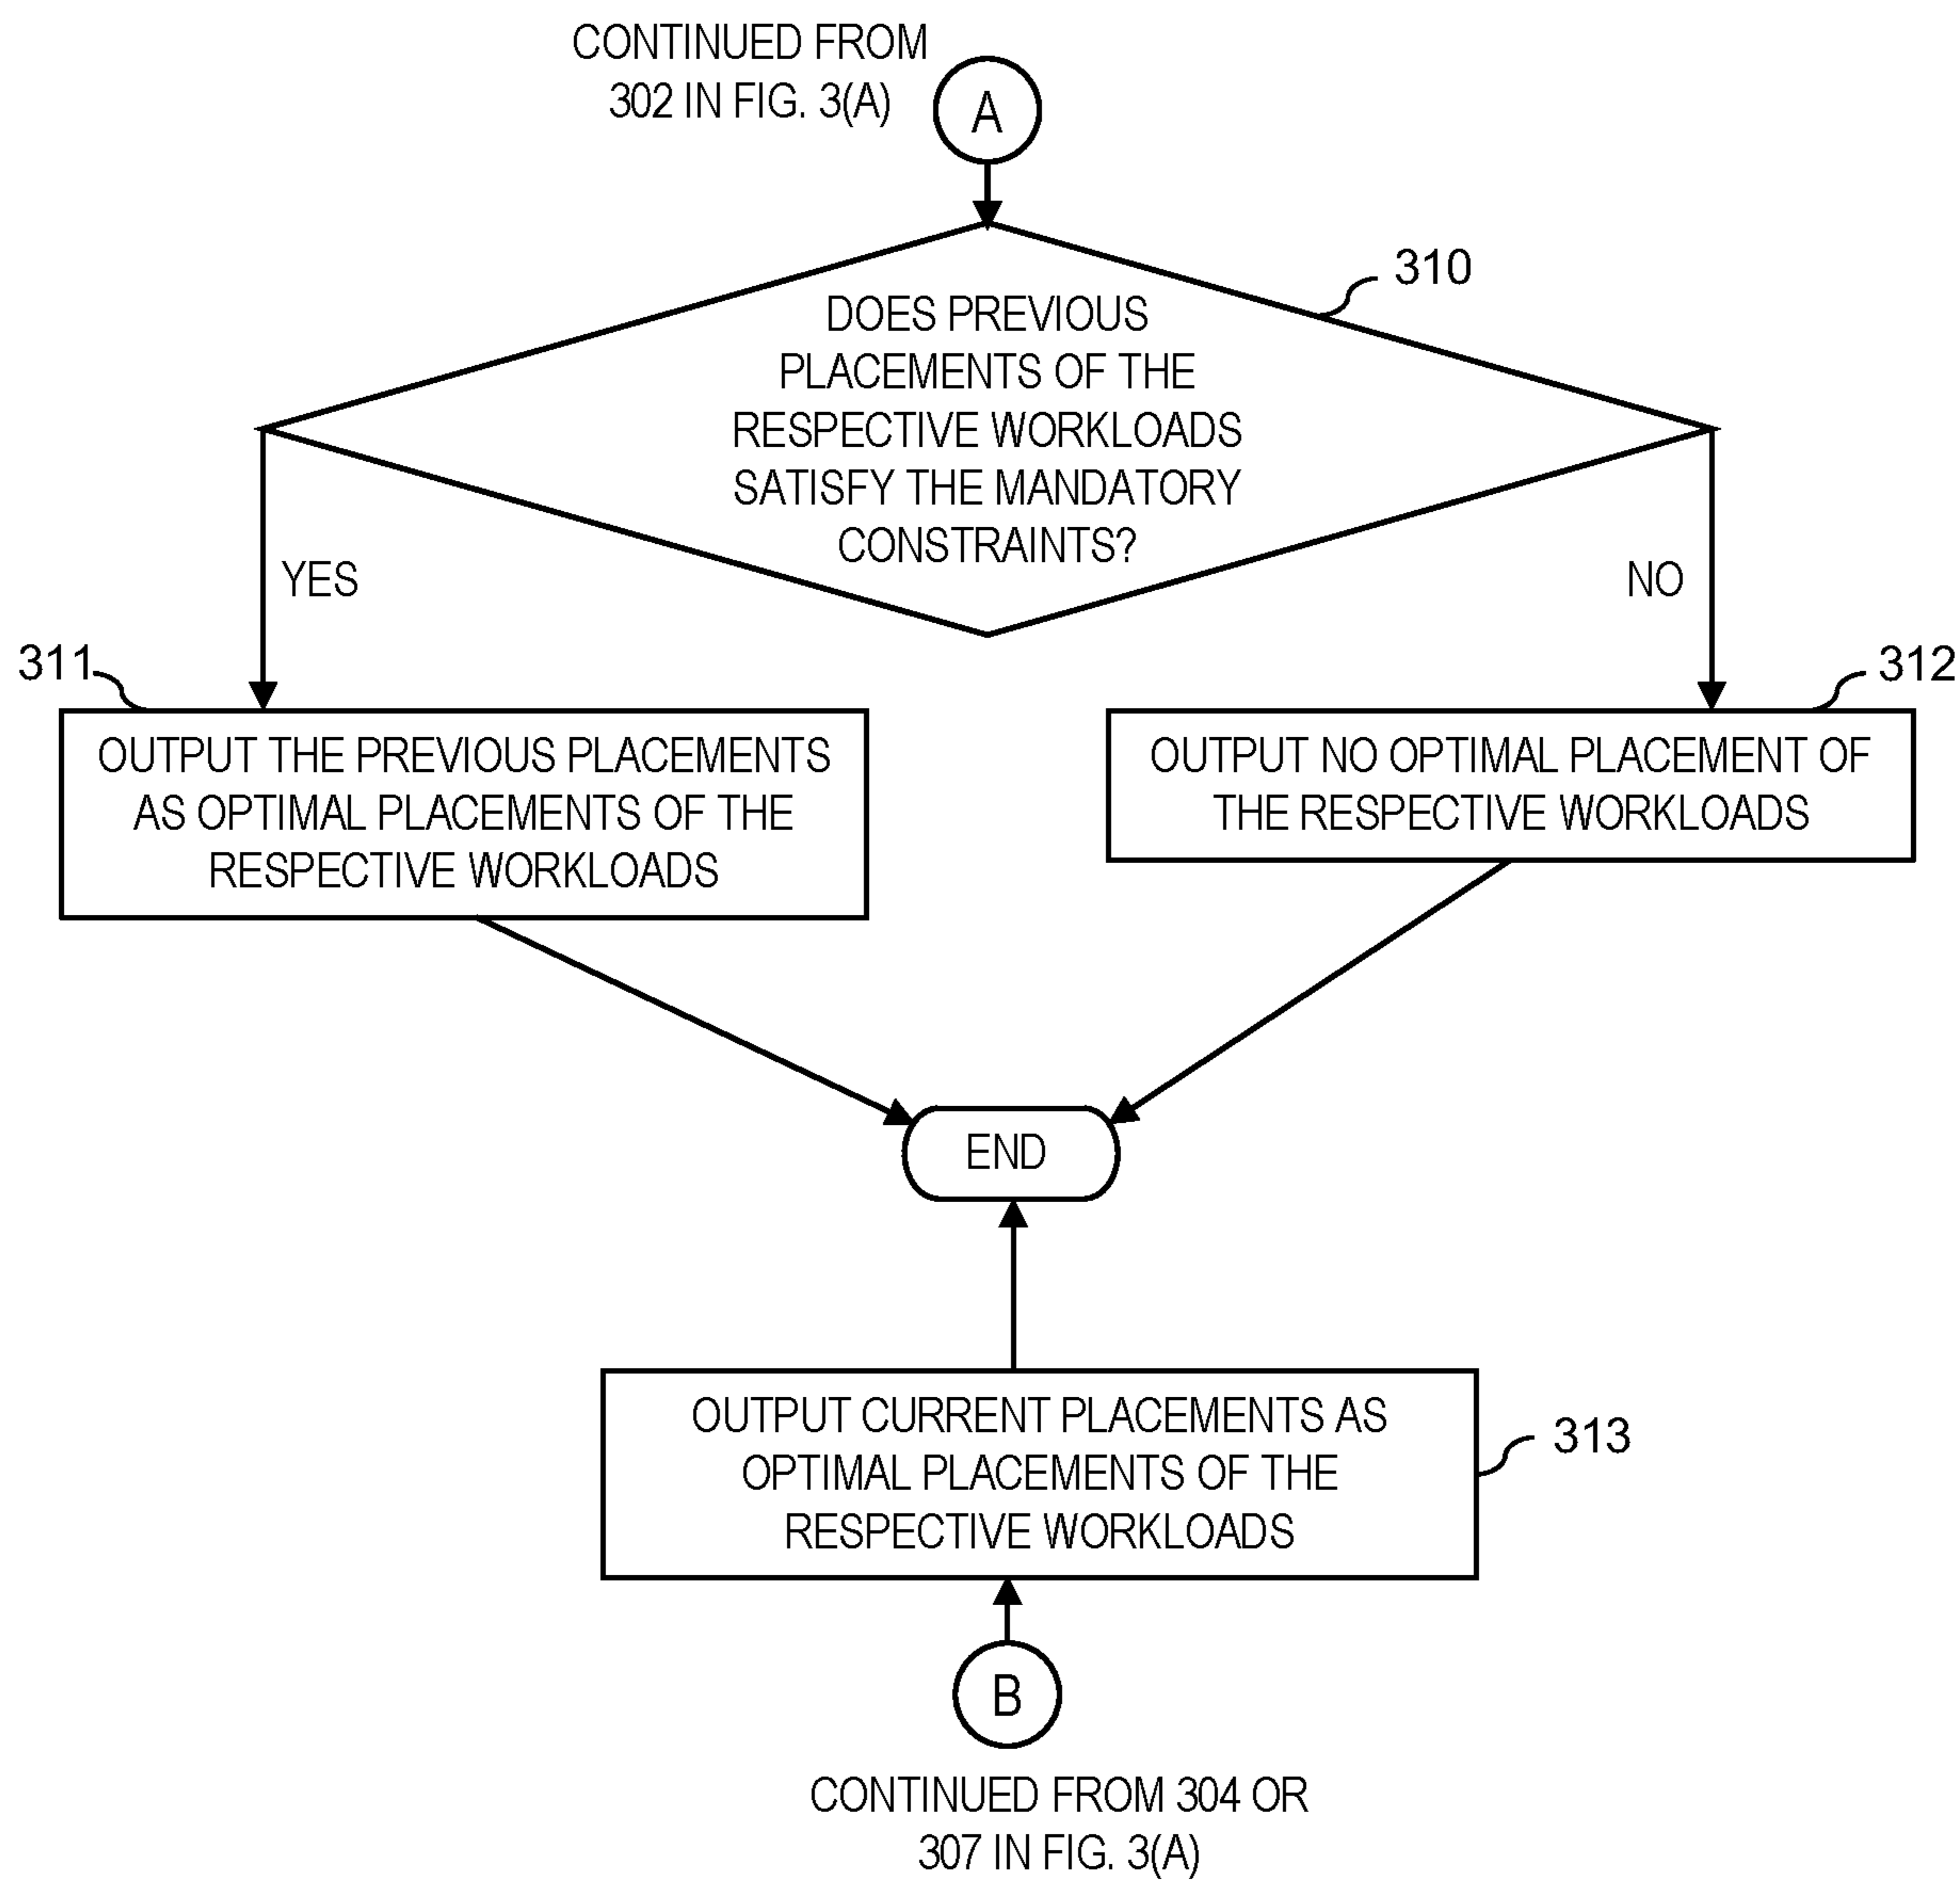 CONTINUED FROM
302 IN FIG. 3(A)
A
310
DOES PREVIOUS
PLACEMENTS OF THE
RESPECTIVE WORKLOADS
SATISFY THE MANDATORY
CONSTRAINTS?
YES
NO
311
312
OUTPUT THE PREVIOUS PLACEMENTS
AS OPTIMAL PLACEMENTS OF THE
RESPECTIVE WORKLOADS
OUTPUT NO OPTIMAL PLACEMENT OF
THE RESPECTIVE WORKLOADS
END
OUTPUT CURRENT PLACEMENTS AS
OPTIMAL PLACEMENTS OF THE
RESPECTIVE WORKLOADS
313
B
CONTINUED FROM 304 OR
307 IN FIG. 3(A)